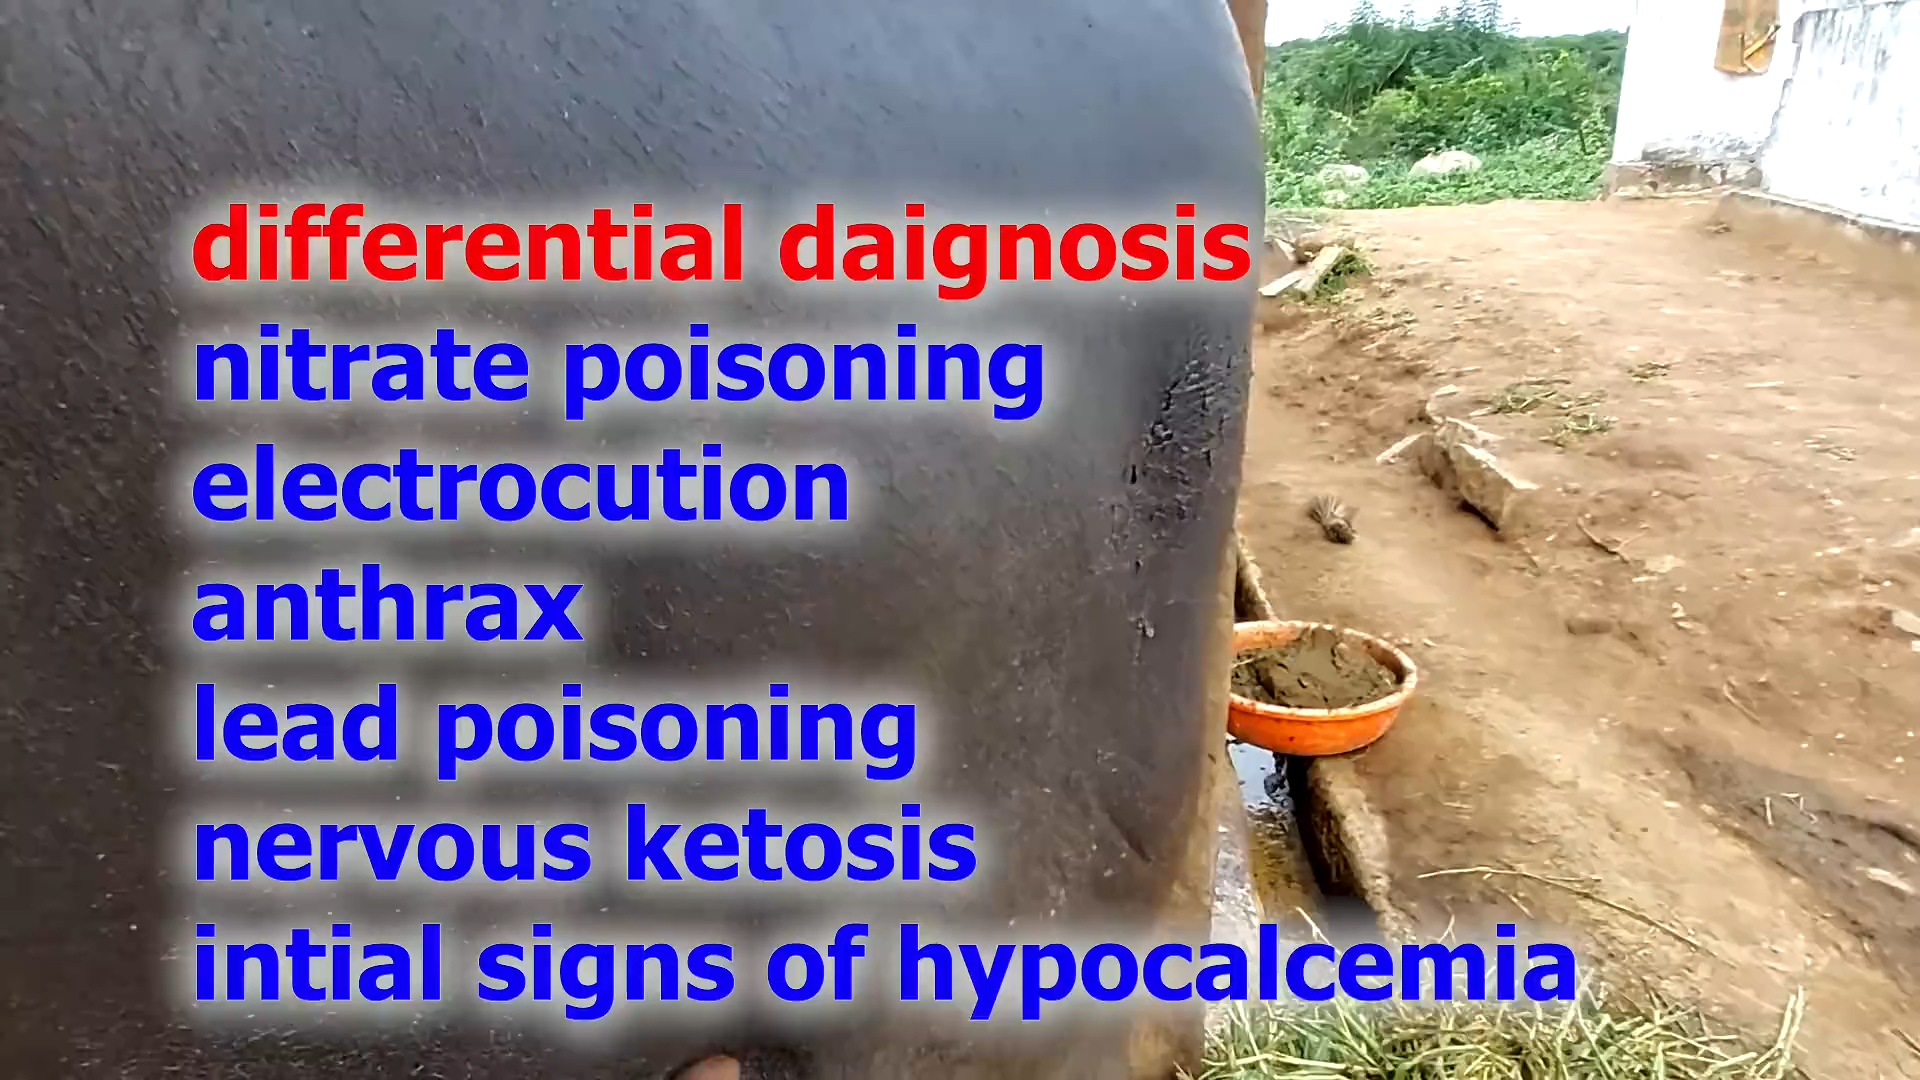 differential daignosis
nitrate poisoning
electrocution
anthrax
lead poisoning
nervous ketosis
intial signs of hypocalcemia